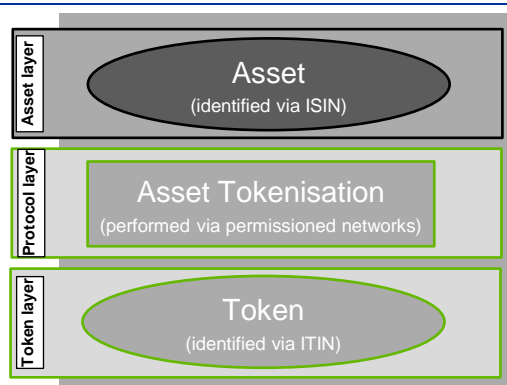 Asset layer
Asset
(identified via ISIN)
Protocol layer
Asset Tokenisation
(performed via permissioned networks)
Token layer
Token
(identified via ITIN)